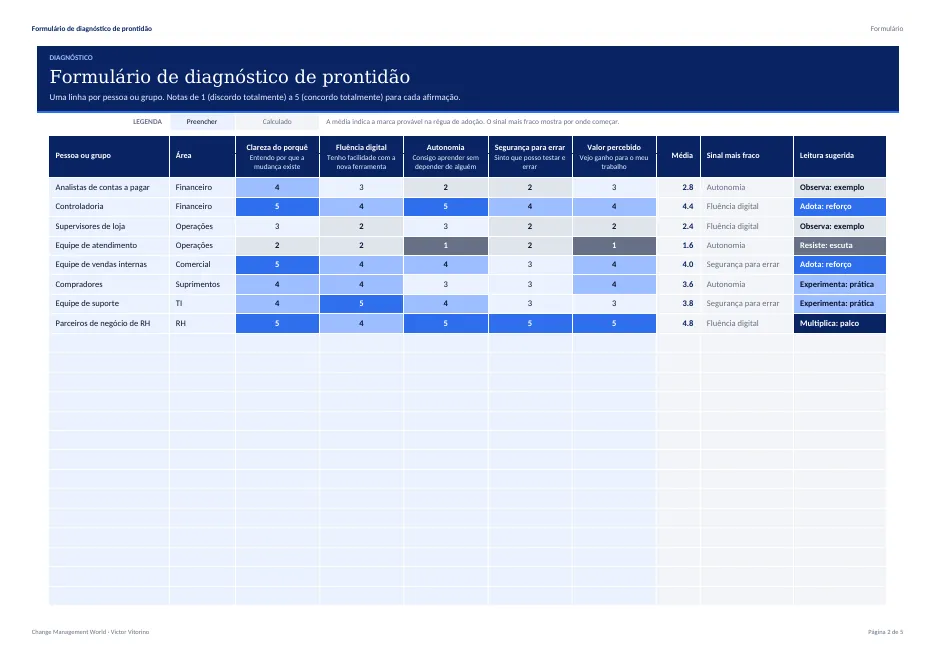 Formulário de diagnóstico de prontidão
Formulário
DIAGNÓSTICO
Formulário de diagnóstico de prontidão
Uma linha por pessoa ou grupo. Notas de 1 (discordo totalmente) a 5 (concordo totalmente) para cada afirmação.
LEGENDA Preencher Calculado A média indica a marca provável na régua de adoção. O sinal mais fraco mostra por onde começar.
Pessoa ou grupo
Área
Clareza do porquê
Entendo por que a
mudança existe
Fluência digital
Tenho facilidade com a
nova ferramenta
Autonomia
Consigo aprender sem
depender de alguém
Segurança para errar
Sinto que posso testar e
errar
Valor percebido
Vejo ganho para o meu
trabalho
Média
Sinal mais fraco
Leitura sugerida
Analistas de contas a pagar Financeiro 4 3 2 2 3 2.8 Autonomia Observa: exemplo
Controladoria Financeiro 5 4 5 4 4 4.4 Fluência digital Adota: reforço
Supervisores de loja Operações 3 2 3 2 2 2.4 Fluência digital Observa: exemplo
Equipe de atendimento Operações 2 2 1 2 1 1.6 Autonomia Resiste: escuta
Equipe de vendas internas Comercial 5 4 4 3 4 4.0 Segurança para errar Adota: reforço
Compradores Suprimentos 4 4 3 3 4 3.6 Autonomia Experimenta: prática
Equipe de suporte TI 4 5 4 3 3 3.8 Segurança para errar Experimenta: prática
Parceiros de negócio de RH RH 5 4 5 5 5 4.8 Fluência digital Multiplica: palco
Change Management World · Victor Vitorino
Página 2 de 5